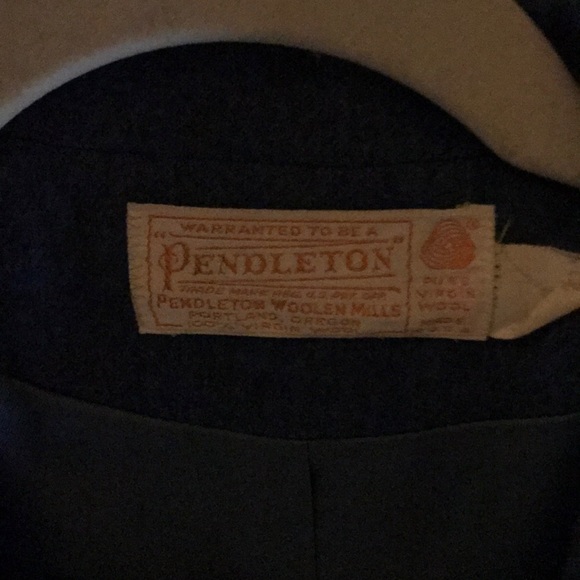 WARRANTED TO BE A
"PENDLETON"
TRADE MARK REG. U.S. PAT. OFF.
PENDLETON WOOLEN MILLS
PORTLAND, OREGON
100% VIRGIN WOOL
PURE
VIRGIN
WOOL
MADE